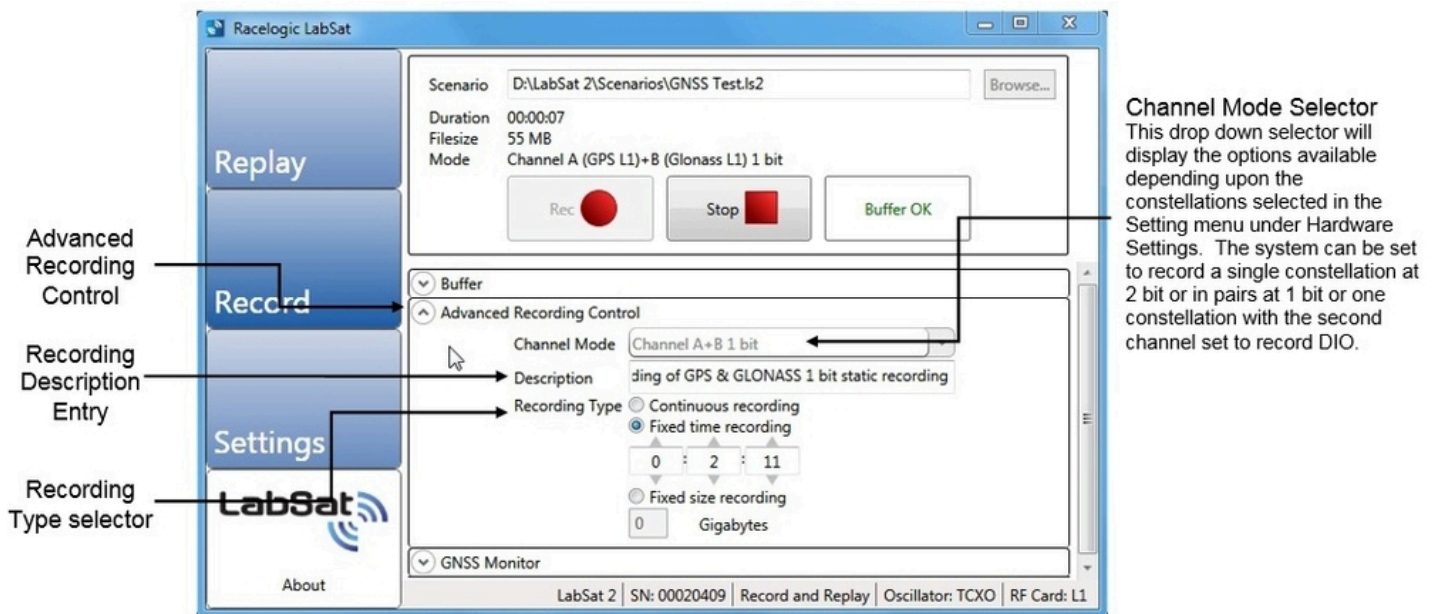 Racelogic LabSat
Replay
Record
Settings
LabSat
About
Scenario D:\LabSat 2\Scenarios\GNSS Test.ls2 Browse...
Duration 00:00:07
Filesize 55 MB
Mode Channel A (GPS L1)+B (Glonass L1) 1 bit
Rec Stop Buffer OK
Buffer
Advanced Recording Control
Channel Mode Channel A+B 1 bit
Description ding of GPS & GLONASS 1 bit static recording
Recording Type Continuous recording
Fixed time recording
0 : 2 : 11
Fixed size recording
0 Gigabytes
GNSS Monitor
LabSat 2 SN: 00020409 Record and Replay Oscillator: TCXO RF Card: L1
Advanced
Recording
Control
Recording
Description
Entry
Recording
Type selector
Channel Mode Selector
This drop down selector will
display the options available
depending upon the
constellations selected in the
Setting menu under Hardware
Settings. The system can be set
to record a single constellation at
2 bit or in pairs at 1 bit or one
constellation with the second
channel set to record DIO.